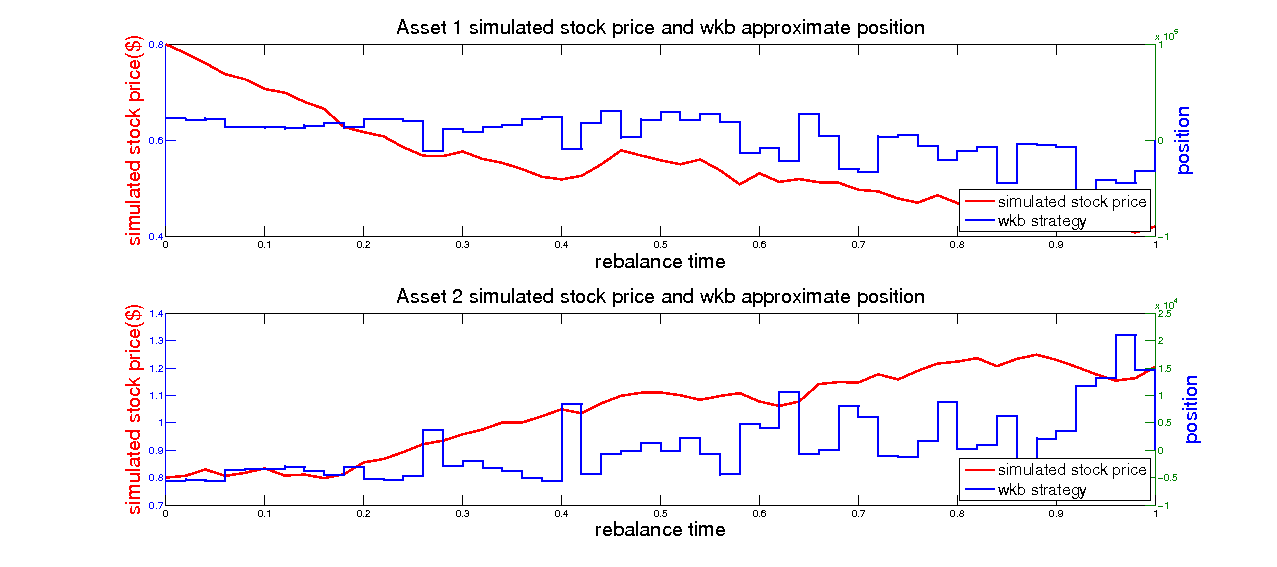 Asset 1 simulated stock price and wkb approximate position
x 10^5
simulated stock price($)
0.8
0.6
0.4
1
0
-1
position
simulated stock price
wkb strategy
0 0.1 0.2 0.3 0.4 0.5 0.6 0.7 0.8 0.9 1
rebalance time
Asset 2 simulated stock price and wkb approximate position
x 10^4
simulated stock price($)
1.4
1.3
1.2
1.1
1
0.9
0.8
0.7
2.5
2
1.5
1
0.5
0
-0.5
-1
position
simulated stock price
wkb strategy
0 0.1 0.2 0.3 0.4 0.5 0.6 0.7 0.8 0.9 1
rebalance time